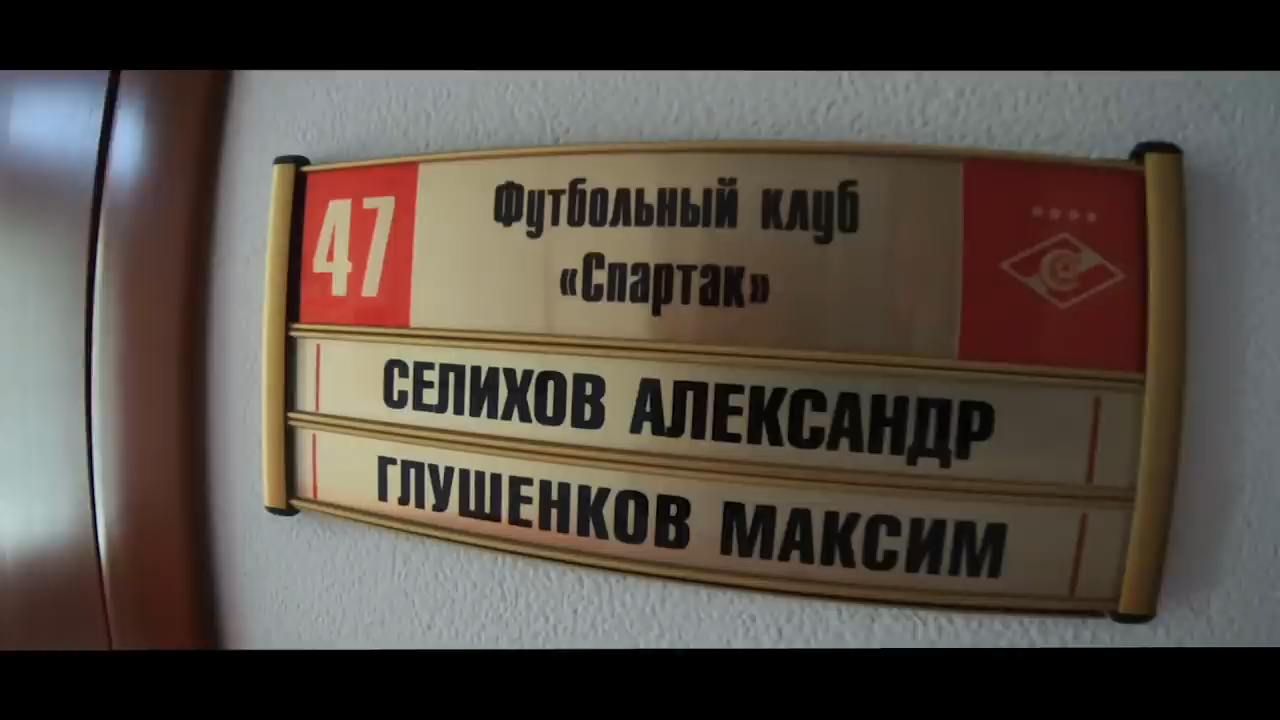 47
Футбольный клуб
«Спартак»
СЕЛИХОВ АЛЕКСАНДР
ГЛУШЕНКОВ МАКСИМ